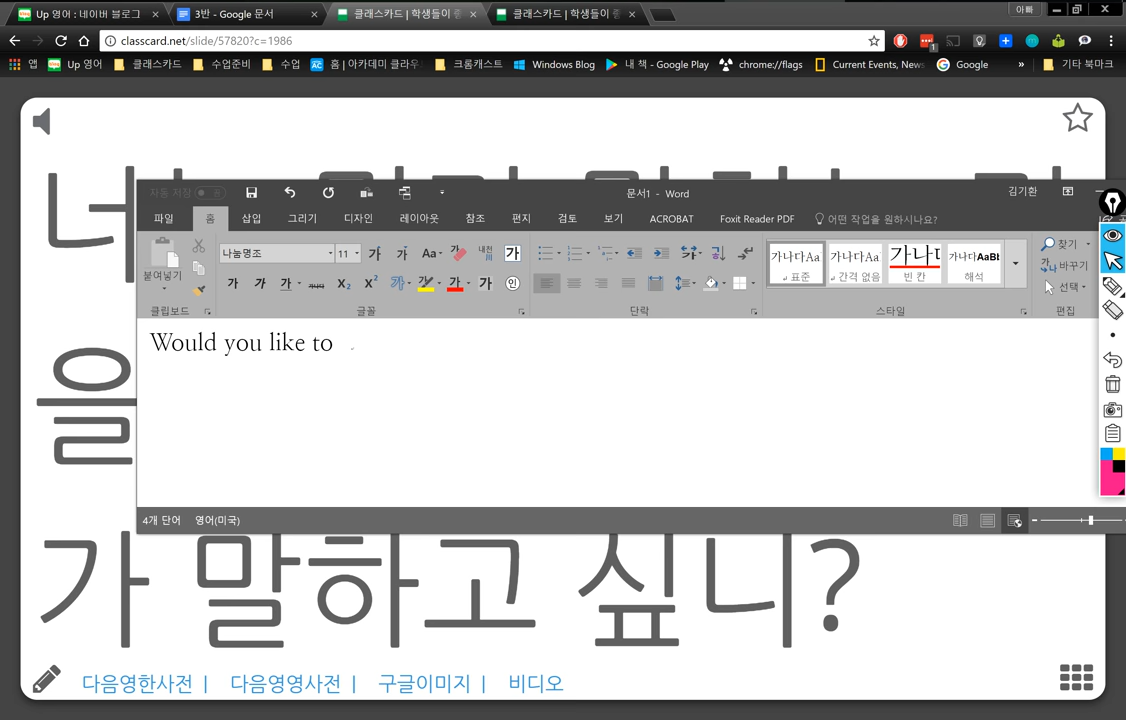 Up 영어 : 네이버 블로그
3반 - Google 문서
클래스카드 | 학생들이 좋
클래스카드 | 학생들이 좋
아빠
classcard.net/slide/57820?c=1986
앱
Up 영어
클래스카드
수업준비
수업
홈 | 아카데미 클라우
크롬캐스트
Windows Blog
내 책 - Google Play
chrome://flags
Current Events, News
Google
»
기타 북마크
자동 저장
문서1 - Word
김기환
파일
홈
삽입
그리기
디자인
레이아웃
참조
편지
검토
보기
ACROBAT
Foxit Reader PDF
어떤 작업을 원하시나요?
붙여넣기
나눔명조
11
가나다Aa
가나다Aa
가나다AaBb
찾기
바꾸기
선택
표준
간격 없음
빈 칸
해석
클립보드
글꼴
단락
스타일
편집
Would you like to
을
4개 단어
영어(미국)
가 말하고 싶니?
다음영한사전 |
다음영영사전 |
구글이미지 |
비디오